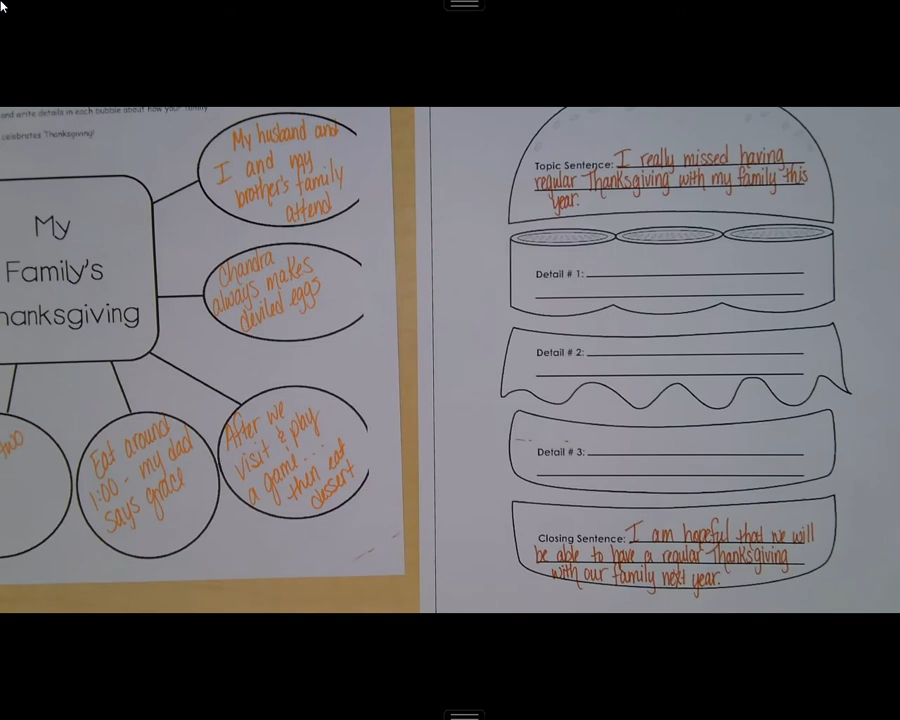 and write details in each bubble about how your family
celebrates Thanksgiving!
My husband and
I and my
brother's family
attend
My
Family's
hanksgiving
Chandra
always makes
deviled eggs
two
Eat around
1:00 - my dad
says grace
After we
visit & play
a game...
then eat
dessert
Topic Sentence: I really missed having
regular Thanksgiving with my family this
year.
Detail # 1:
Detail # 2:
Detail # 3:
Closing Sentence: I am hopeful that we will
be able to have a regular Thanksgiving
with our family next year.